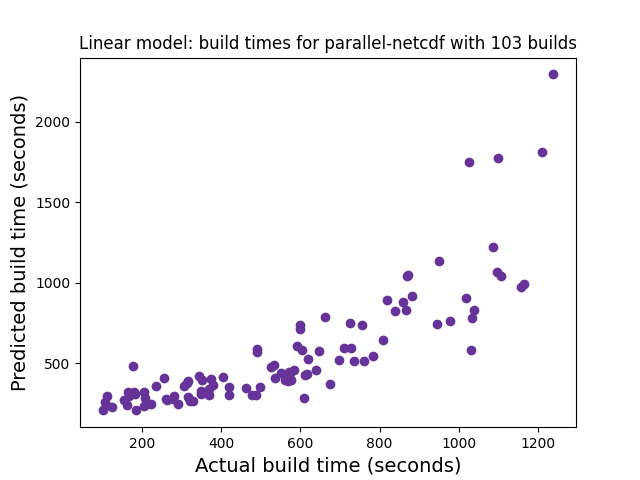 Linear model: build times for parallel-netcdf with 103 builds
Predicted build time (seconds)
2000
1500
1000
500
200 400 600 800 1000 1200
Actual build time (seconds)